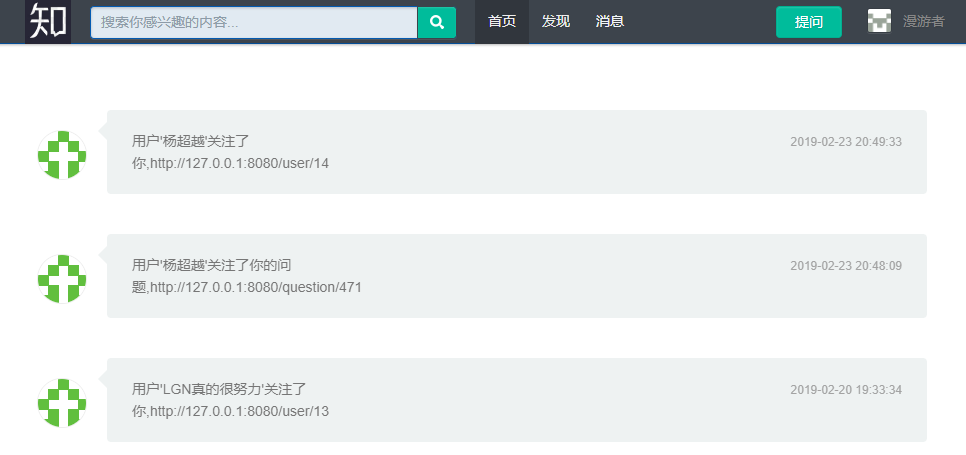 知 搜索你感兴趣的内容... 首页 发现 消息 提问 漫游者
用户'杨超越'关注了 2019-02-23 20:49:33
你,http://127.0.0.1:8080/user/14
用户'杨超越'关注了你的问 2019-02-23 20:48:09
题,http://127.0.0.1:8080/question/471
用户'LGN真的很努力'关注了 2019-02-20 19:33:34
你,http://127.0.0.1:8080/user/13